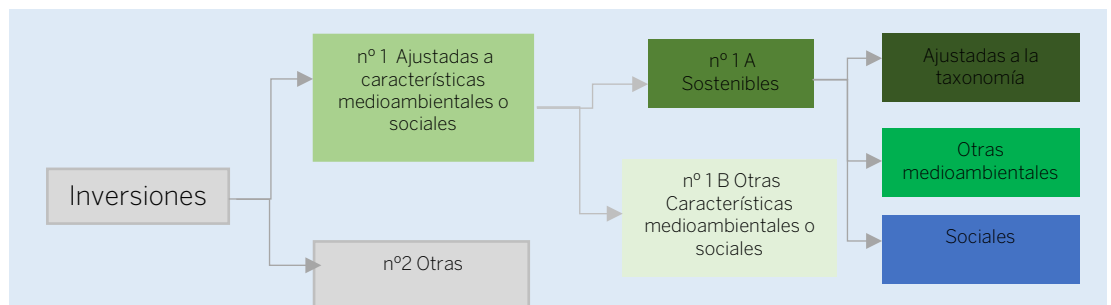 Inversiones
nº 1 Ajustadas a
características
medioambientales o
sociales
nº2 Otras
nº 1 A
Sostenibles
nº 1 B Otras
Características
medioambientales o
sociales
Ajustadas a la
taxonomía
Otras
medioambientales
Sociales